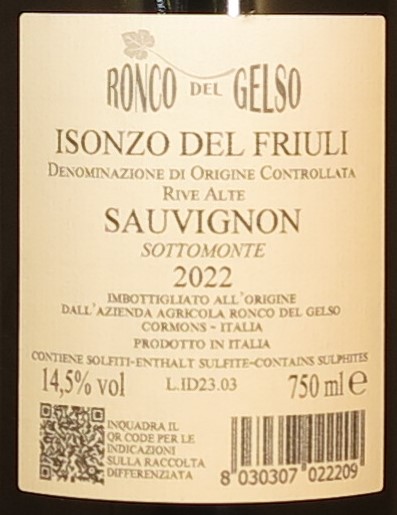 RONCO DEL GELSO
ISONZO DEL FRIULI
DENOMINAZIONE DI ORIGINE CONTROLLATA
RIVE ALTE
SAUVIGNON
SOTTOMONTE
2022
IMBOTTIGLIATO ALL'ORIGINE
DALL'AZIENDA AGRICOLA RONCO DEL GELSO
CORMONS - ITALIA
PRODOTTO IN ITALIA
CONTIENE SOLFITI-ENTHALT SULFITE-CONTAINS SULPHITES
14,5% vol L.ID23.03 750 ml e
INQUADRA IL
QR CODE PER LE
INDICAZIONI
SULLA RACCOLTA
DIFFERENZIATA
8 030307 022209